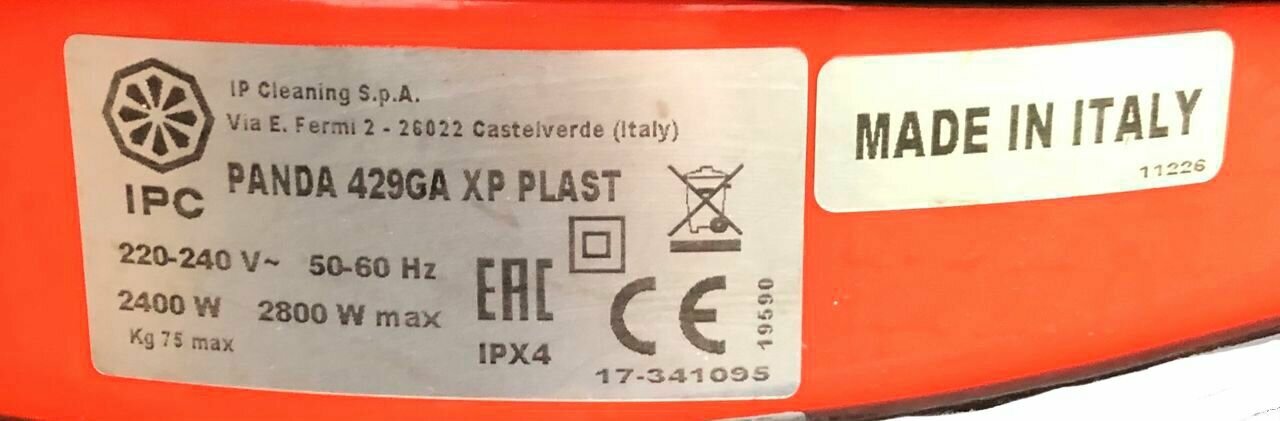 IP Cleaning S.p.A.
Via E. Fermi 2 - 26022 Castelverde (Italy)
IPC
PANDA 429GA XP PLAST
220-240 V~ 50-60 Hz
2400 W 2800 W max
Kg 75 max
EAC
IPX4
CE
17-341095
19590
MADE IN ITALY
11226